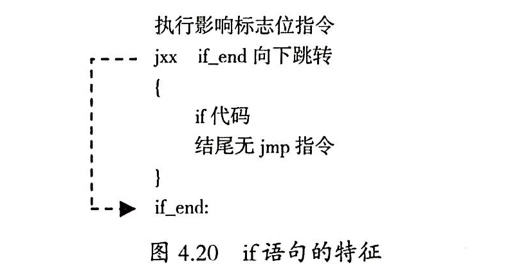 执行影响标志位指令
jxx if_end 向下跳转
{
if 代码
结尾无 jmp 指令
}
if_end:
图 4.20 if 语句的特征